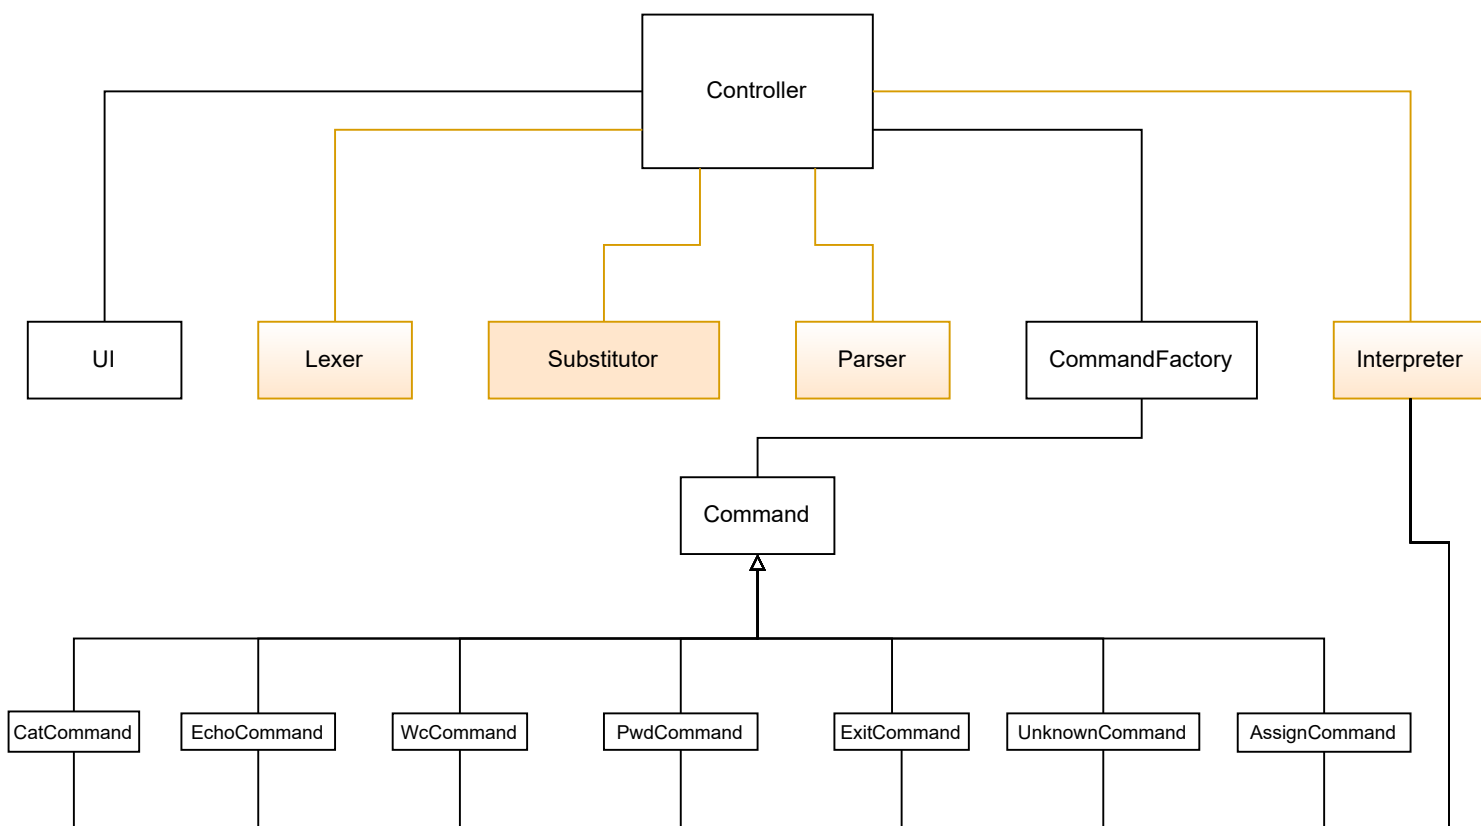 Controller
UI
Lexer
Substitutor
Parser
CommandFactory
Interpreter
Command
CatCommand
EchoCommand
WcCommand
PwdCommand
ExitCommand
UnknownCommand
AssignCommand